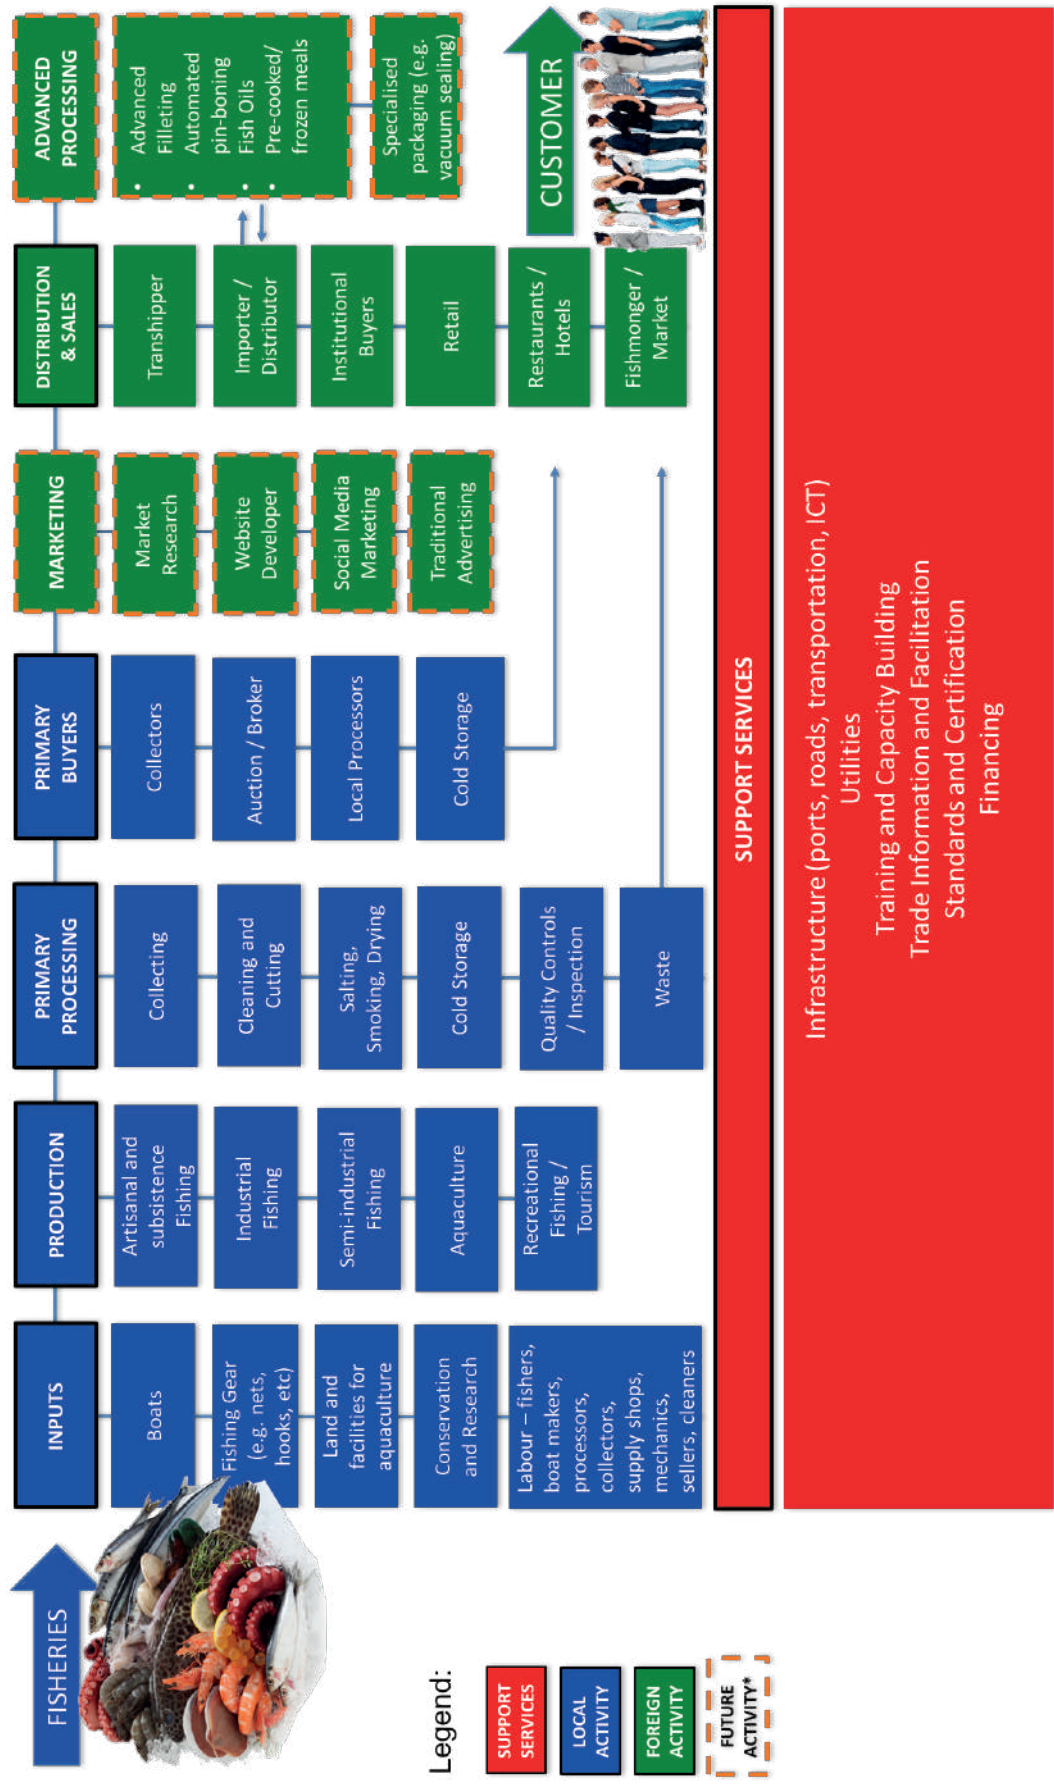 FISHERIES
INPUTS
Boats
Fishing Gear
(e.g. nets,
hooks, etc)
Land and
facilities for
aquaculture
Conservation
and Research
Labour – fishers,
boat makers,
processors,
collectors,
supply shops,
mechanics,
sellers, cleaners
PRODUCTION
Artisanal and
subsistence
Fishing
Industrial
Fishing
Semi-industrial
Fishing
Aquaculture
Recreational
Fishing /
Tourism
PRIMARY
PROCESSING
Collecting
Cleaning and
Cutting
Salting,
Smoking, Drying
Cold Storage
Quality Controls
/ Inspection
Waste
PRIMARY
BUYERS
Collectors
Auction / Broker
Local Processors
Cold Storage
MARKETING
Market
Research
Website
Developer
Social Media
Marketing
Traditional
Advertising
DISTRIBUTION
& SALES
Transhipper
Importer /
Distributor
Institutional
Buyers
Retail
Restaurants /
Hotels
Fishmonger /
Market
ADVANCED
PROCESSING
• Advanced
Filleting
• Automated
pin-boning
• Fish Oils
• Pre-cooked/
frozen meals
Specialised
packaging (e.g.
vacuum sealing)
CUSTOMER
SUPPORT SERVICES
Infrastructure (ports, roads, transportation, ICT)
Utilities
Training and Capacity Building
Trade Information and Facilitation
Standards and Certification
Financing
Legend:
SUPPORT
SERVICES
LOCAL
ACTIVITY
FOREIGN
ACTIVITY
FUTURE
ACTIVITY*